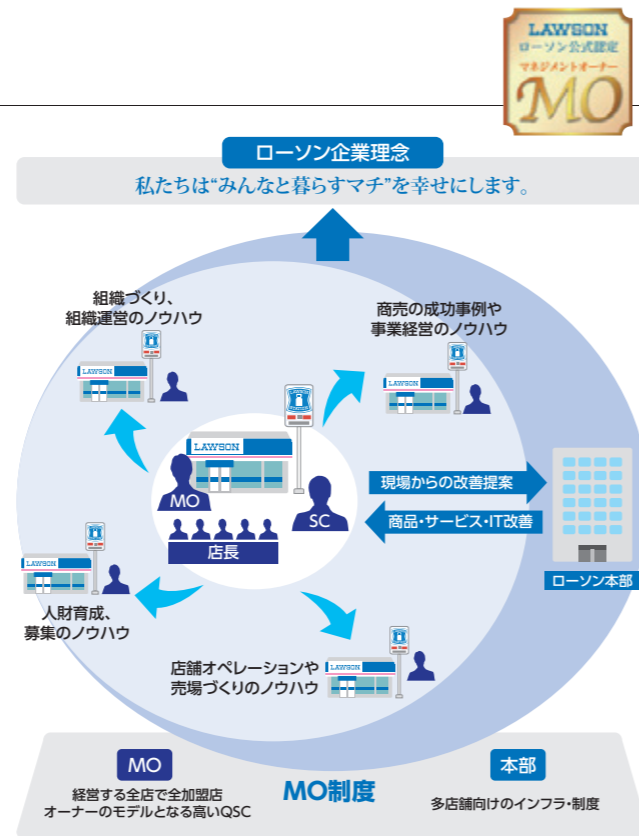 LAWSON
ローソン公式認定
マネジメントオーナー
MO
ローソン企業理念
私たちは“みんなと暮らすマチ”を幸せにします。
組織づくり、
組織運営のノウハウ
LAWSON
商売の成功事例や
事業経営のノウハウ
LAWSON
LAWSON
MO
SC
店長
現場からの改善提案
商品・サービス・IT改善
ローソン本部
LAWSON
人財育成、
募集のノウハウ
店舗オペレーションや
売場づくりのノウハウ
LAWSON
MO
経営する全店で全加盟店
オーナーのモデルとなる高いQSC
MO制度
本部
多店舗向けのインフラ・制度